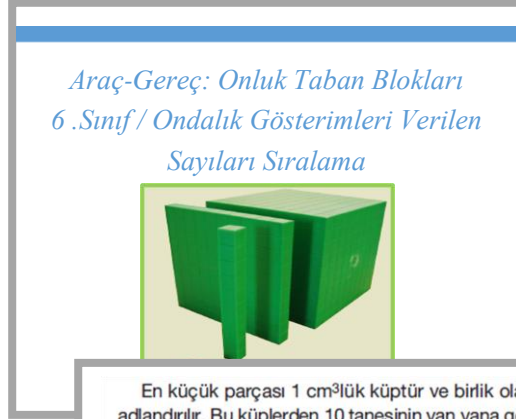 Araç-Gereç: Onluk Taban Blokları
6 .Sınıf / Ondalık Gösterimleri Verilen
Sayıları Sıralama
En küçük parçası 1 cm³lük küptür ve birlik
adlandırılır. Bu küplerden 10 tanesinin yan yana